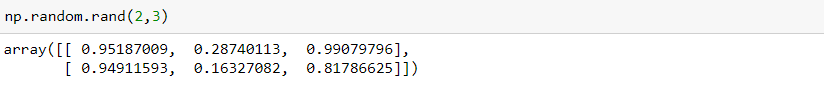 np.random.rand(2,3)
array([[ 0.95187009,  0.28740113,  0.99079796],
       [ 0.94911593,  0.16327082,  0.81786625]])